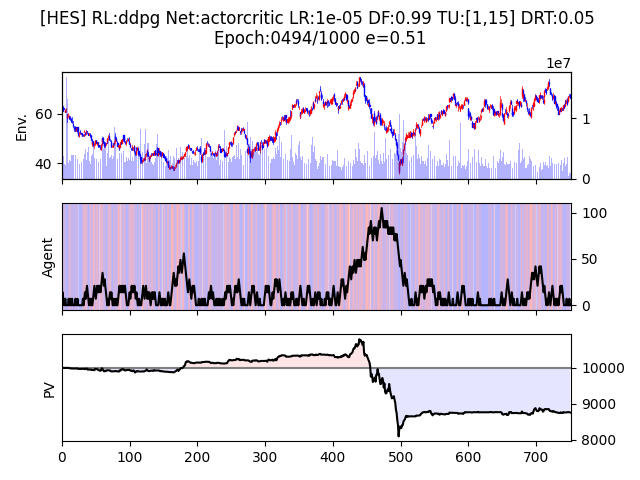 [HES] RL:ddpg Net:actorcritic LR:1e-05 DF:0.99 TU:[1,15] DRT:0.05
Epoch:0494/1000 e=0.51
1e7
Env.
60
40
1
0
Agent
100
50
0
PV
10000
9000
8000
0 100 200 300 400 500 600 700